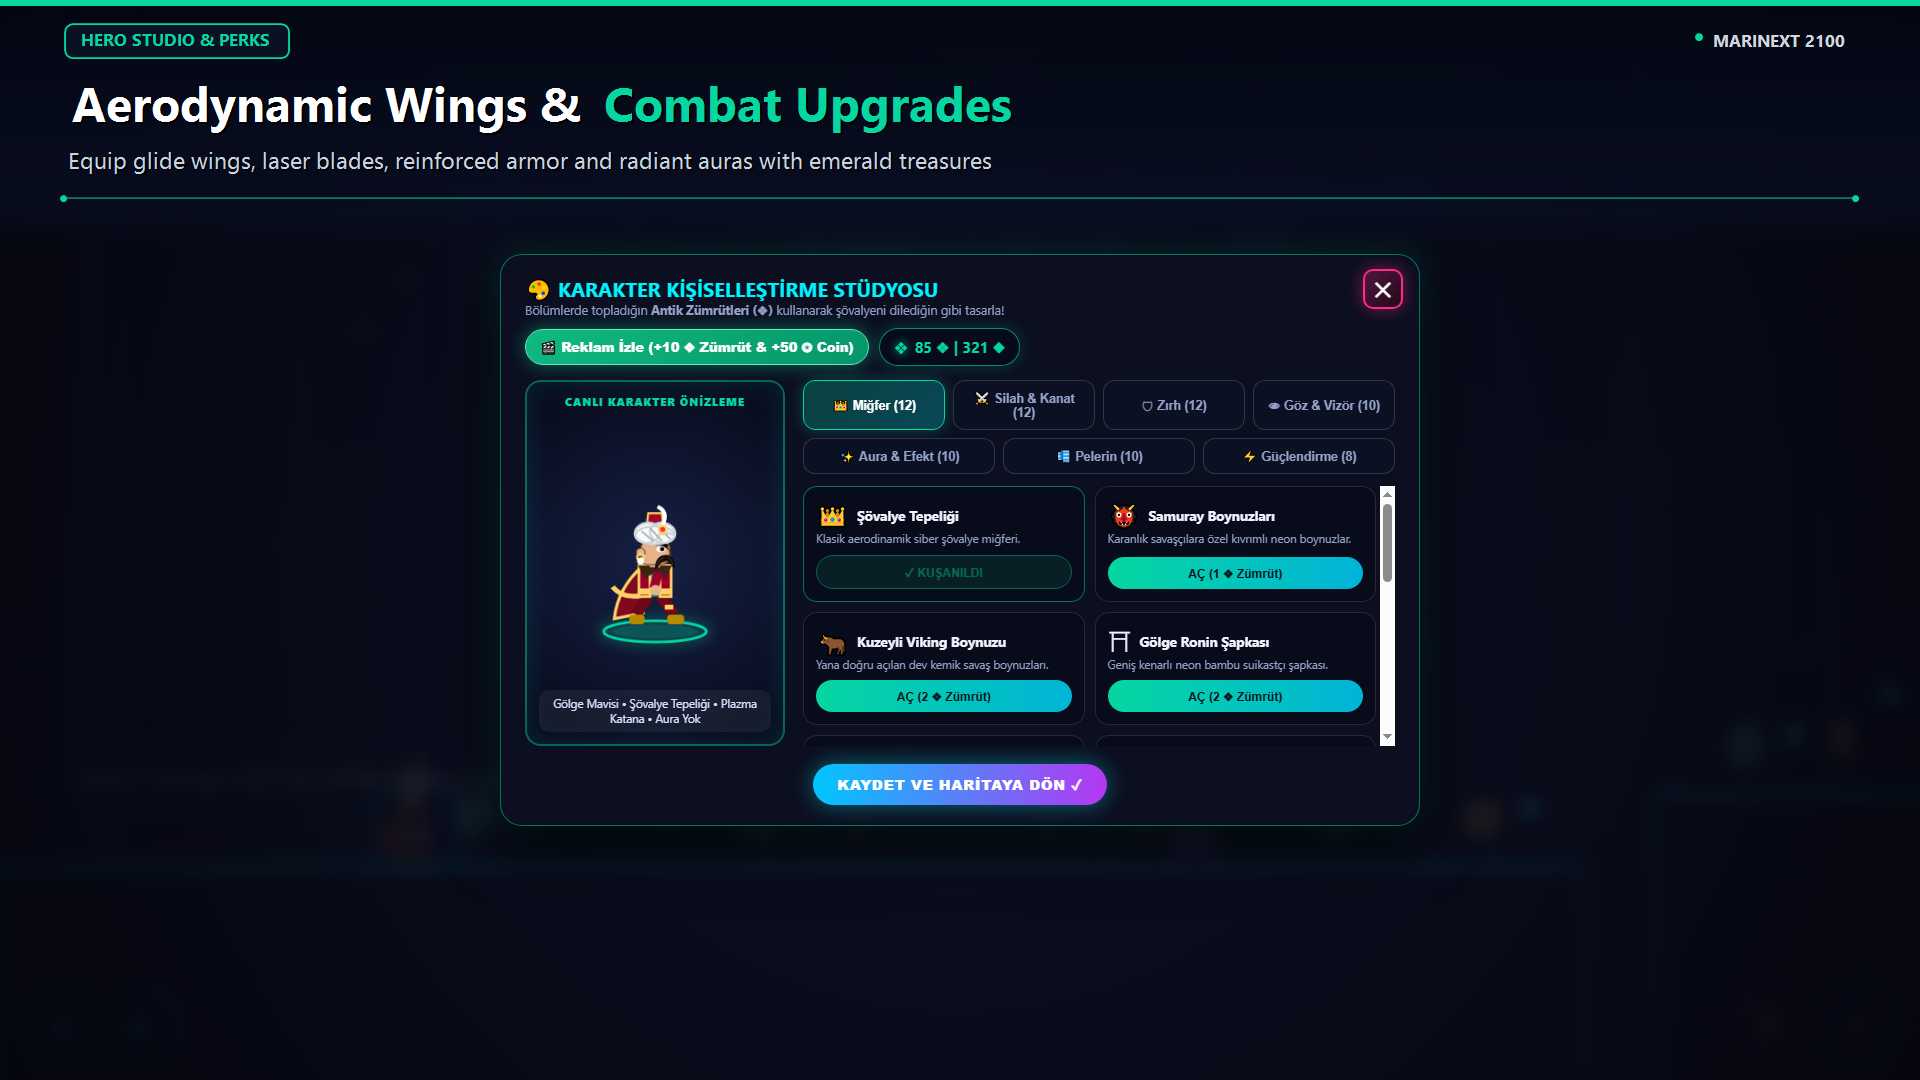 HERO STUDIO & PERKS
MARINEXT 2100
Aerodynamic Wings & Combat Upgrades
Equip glide wings, laser blades, reinforced armor and radiant auras with emerald treasures
KARAKTER KİŞİSELLEŞTİRME STÜDYOSU
Bölümlerde topladığın Antik Zümrütleri (❖) kullanarak şövalyeni dilediğin gibi tasarla!
Reklam İzle (+10 ❖ Zümrüt & +50 ✪ Coin)
❖ 85 ❖ | 321 ◆
CANLI KARAKTER ÖNİZLEME
Gölge Mavisi • Şövalye Tepeliği • Plazma
Katana • Aura Yok
Miğfer (12)
Silah & Kanat
(12)
Zırh (12)
Göz & Vizör (10)
Aura & Efekt (10)
Pelerin (10)
Güçlendirme (8)
Şövalye Tepeliği
Klasik aerodinamik siber şövalye miğferi.
✓ KUŞANILDI
Samuray Boynuzları
Karanlık savaşçılara özel kıvrımlı neon boynuzlar.
AÇ (1 ❖ Zümrüt)
Kuzeyli Viking Boynuzu
Yana doğru açılan dev kemik savaş boynuzları.
AÇ (2 ❖ Zümrüt)
Gölge Ronin Şapkası
Geniş kenarlı neon bambu suikastçı şapkası.
AÇ (2 ❖ Zümrüt)
KAYDET VE HARİTAYA DÖN ✓